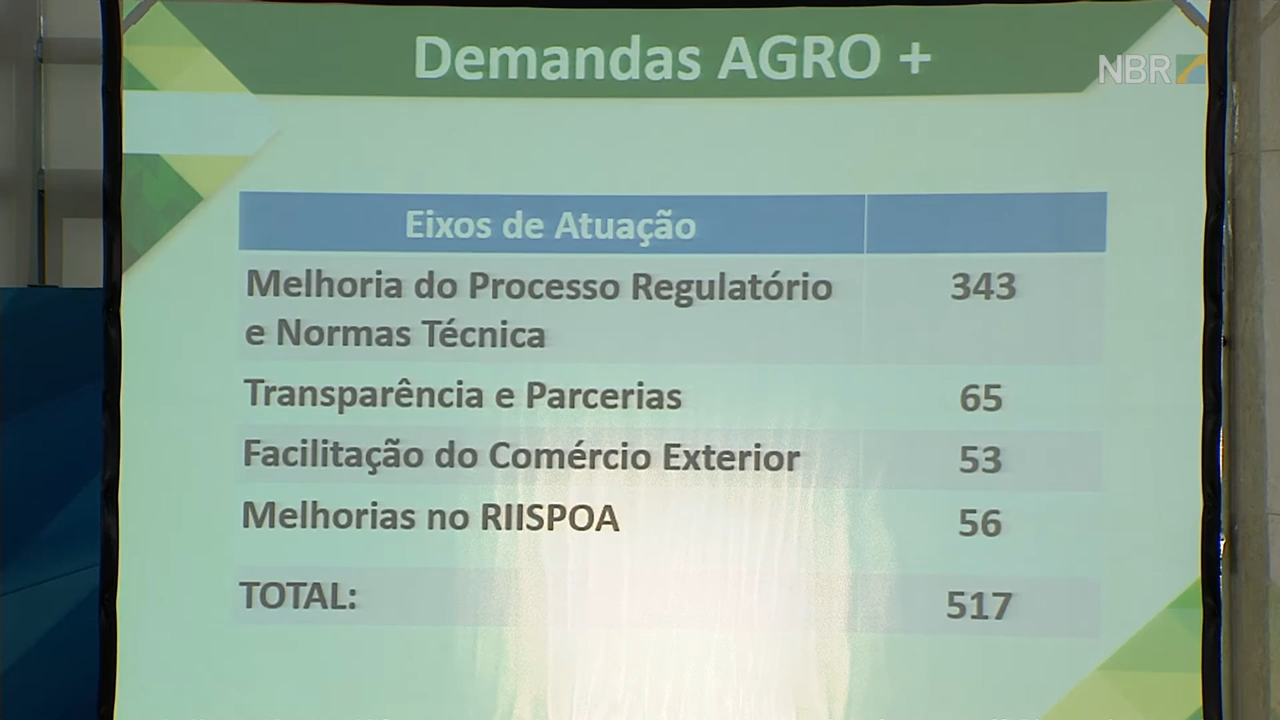 Demandas AGRO +
NBR
Eixos de Atuação
Melhoria do Processo Regulatório 343
e Normas Técnica
Transparência e Parcerias 65
Facilitação do Comércio Exterior 53
Melhorias no RIISPOA 56
TOTAL: 517